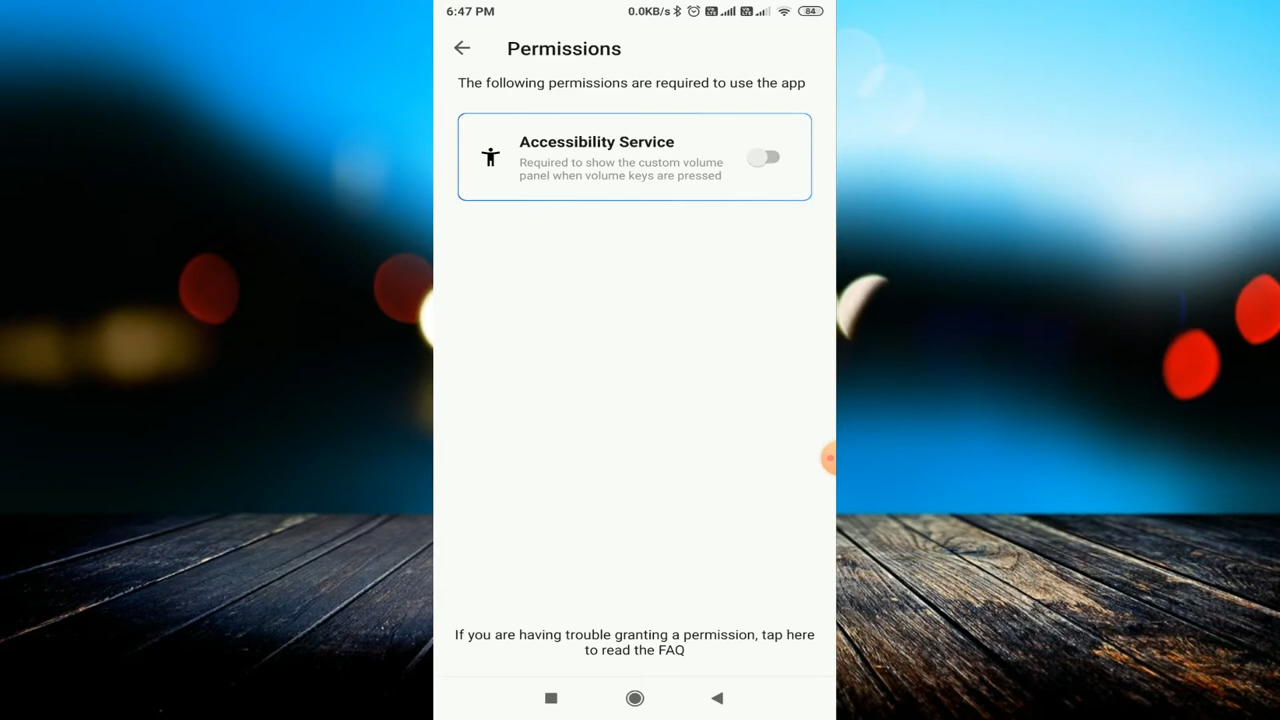 6:47 PM 0.0KB/s 84
Permissions
The following permissions are required to use the app
Accessibility Service
Required to show the custom volume
panel when volume keys are pressed
If you are having trouble granting a permission, tap here
to read the FAQ